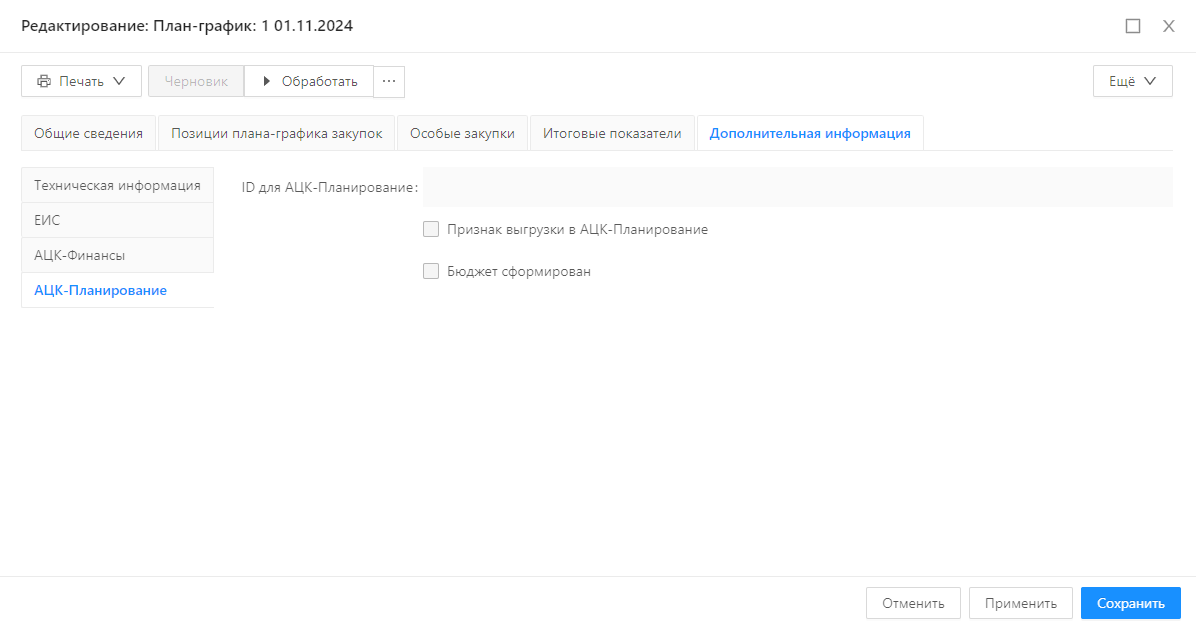 Редактирование: План-график: 1 01.11.2024
Печать Черновик Обработать ... Ещё
Общие сведения Позиции плана-графика закупок Особые закупки Итоговые показатели Дополнительная информация
Техническая информация
ЕИС
АЦК-Финансы
АЦК-Планирование
ID для АЦК-Планирование:
Признак выгрузки в АЦК-Планирование
Бюджет сформирован
Отменить Применить Сохранить